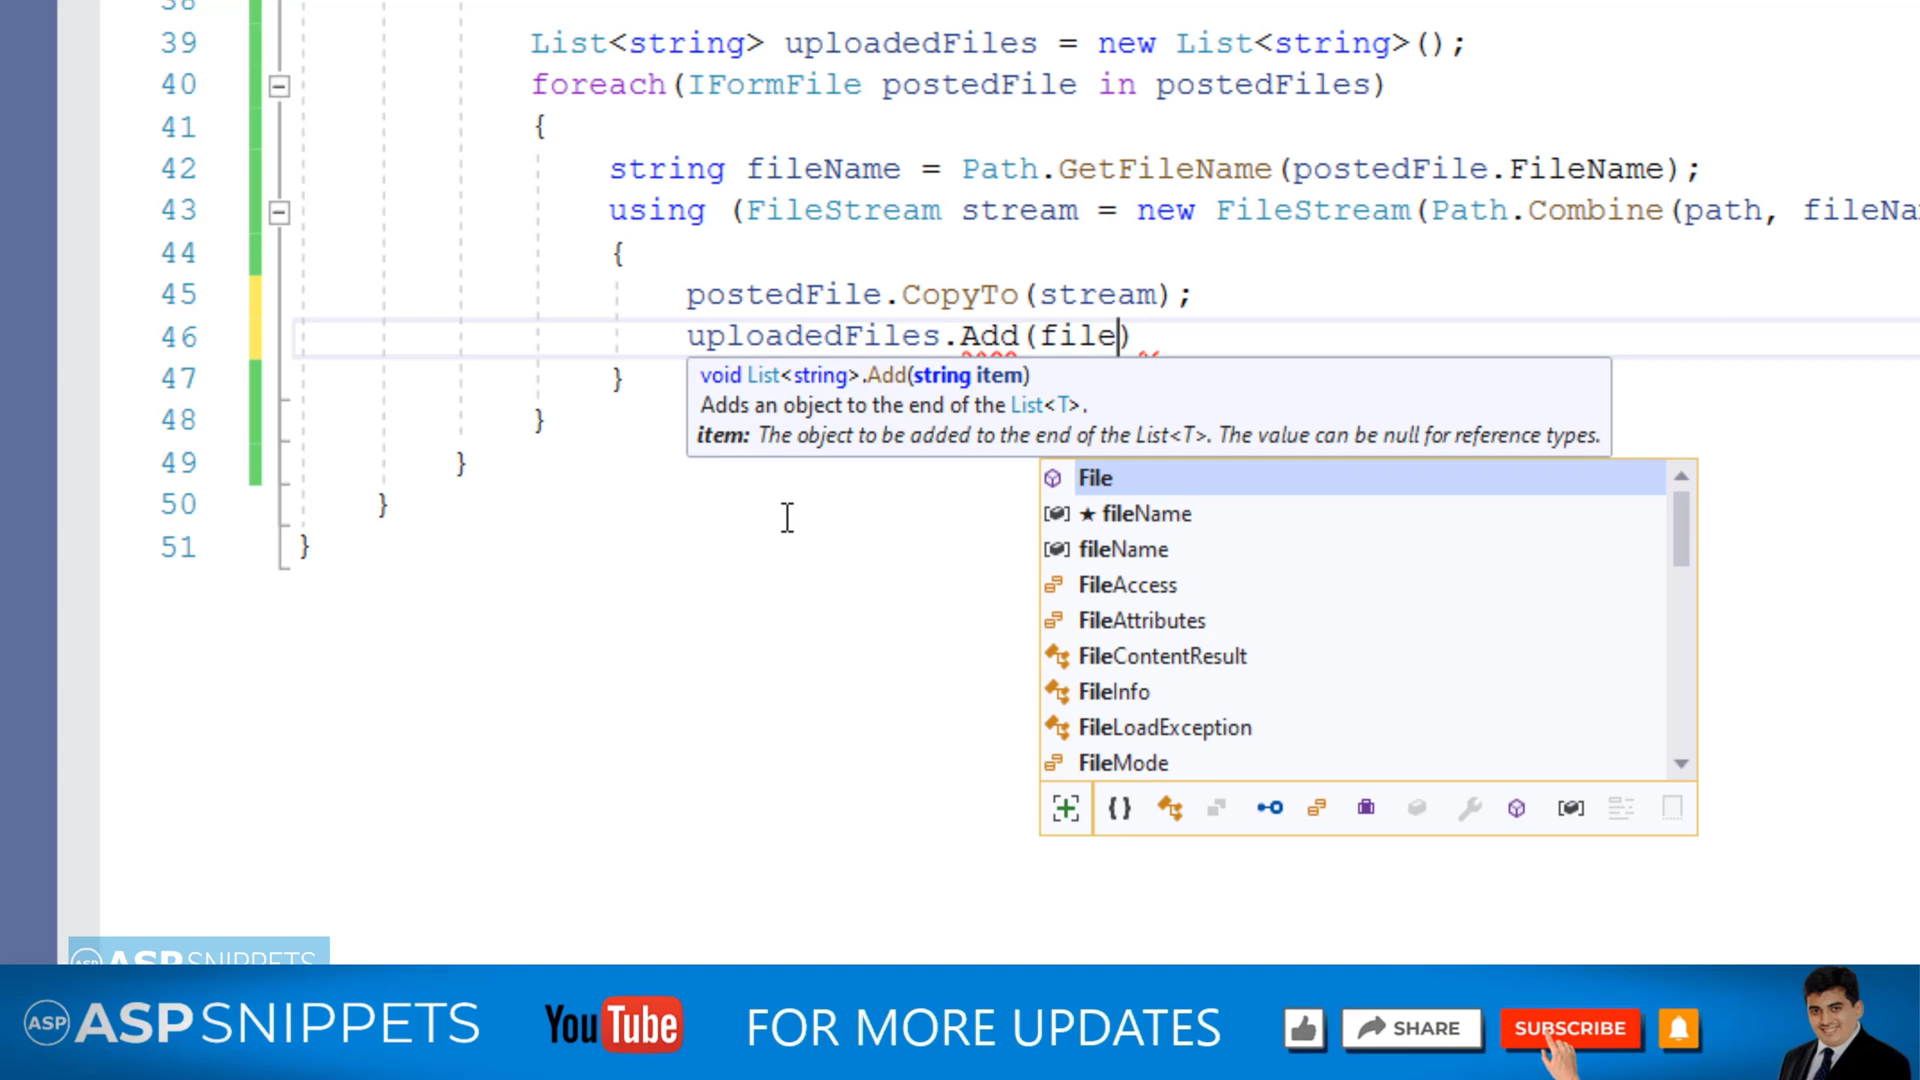 38
39 List<string> uploadedFiles = new List<string>();
40 foreach(IFormFile postedFile in postedFiles)
41 {
42 string fileName = Path.GetFileName(postedFile.FileName);
43 using (FileStream stream = new FileStream(Path.Combine(path, fileNa
44 {
45 postedFile.CopyTo(stream);
46 uploadedFiles.Add(file)
47 }
void List<string>.Add(string item)
Adds an object to the end of the List<T>.
item: The object to be added to the end of the List<T>. The value can be null for reference types.
48 }
49 }
50 }
51 }
File
★ fileName
fileName
FileAccess
FileAttributes
FileContentResult
FileInfo
FileLoadException
FileMode
ASP ASPSNIPPETS
ASP ASPSNIPPETS YouTube FOR MORE UPDATES SHARE SUBSCRIBE